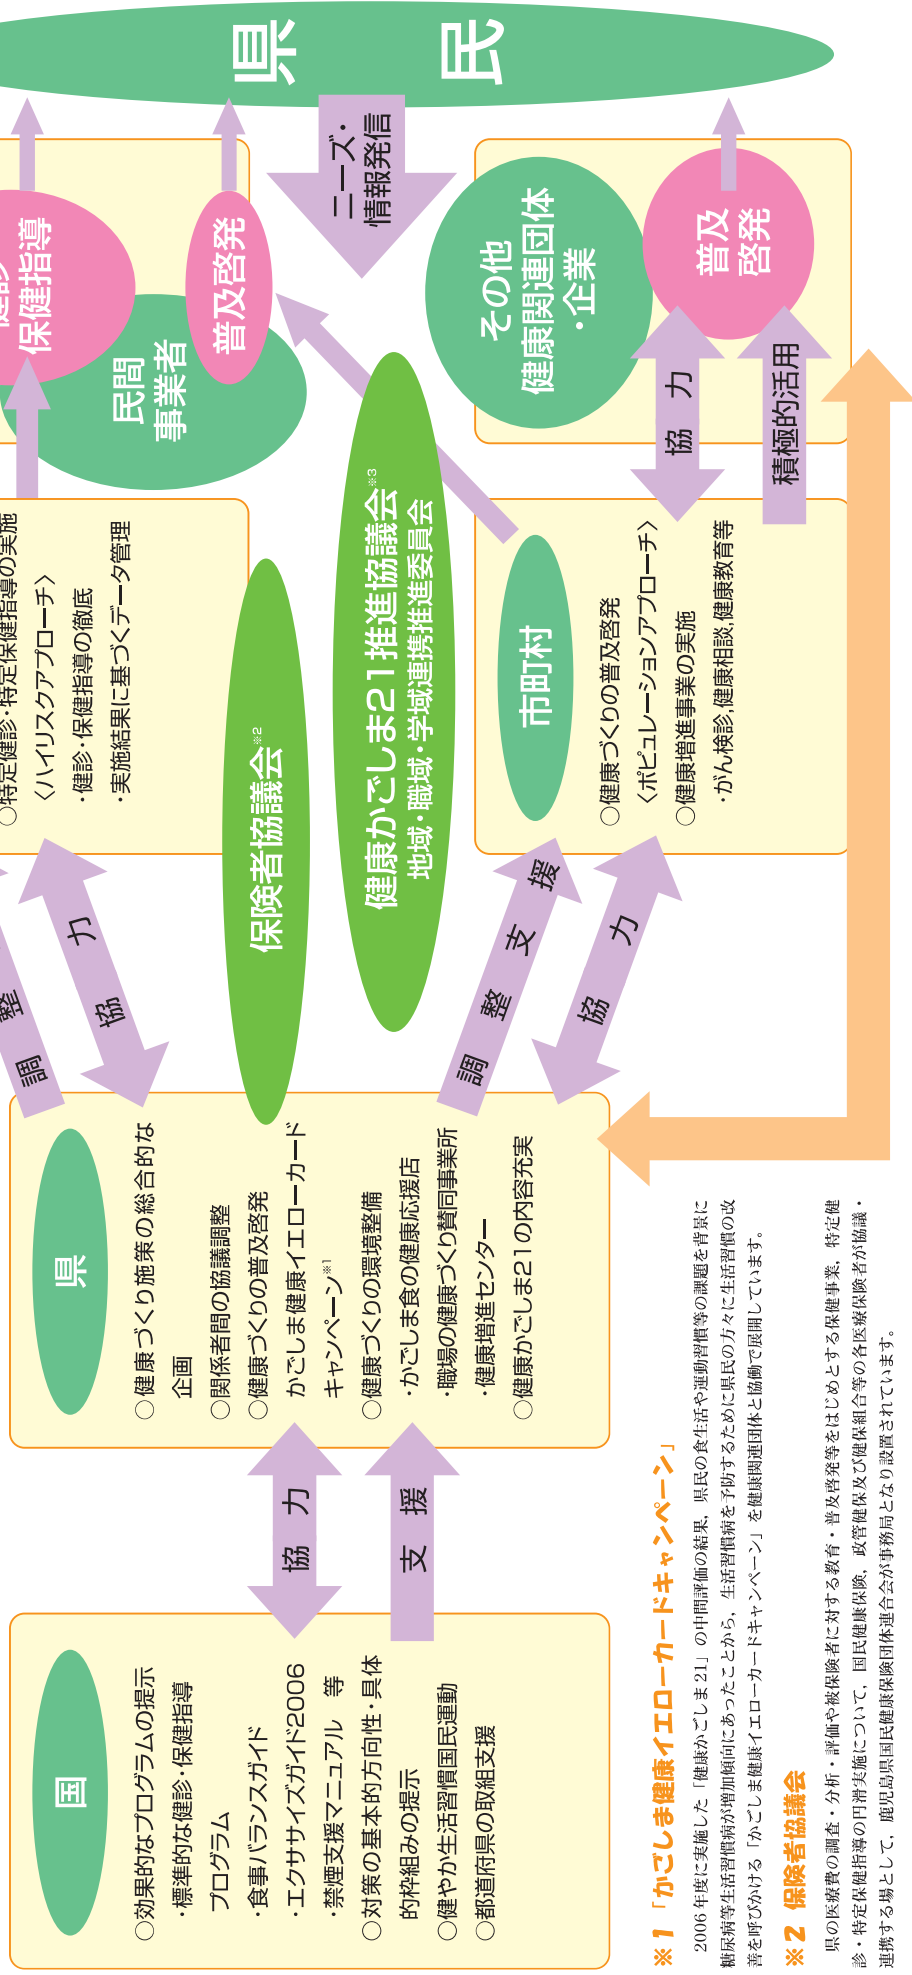 国
○効果的なプログラムの提示
・標準的な健診・保健指導
プログラム
・食事バランスガイド
・エクササイズガイド2006
・禁煙支援マニュアル 等
○対策の基本的方向性・具体
的枠組みの提示
○健やか生活習慣国民運動
○都道府県の取組支援
協 力
支 援
県
○健康づくり施策の総合的な
企画
○関係者間の協議調整
○健康づくりの普及啓発
かごしま健康イエローカード
キャンペーン※1
○健康づくりの環境整備
・かごしま食の健康応援店
・職場の健康づくり賛同事業所
・健康増進センター
○健康かごしま21の内容充実
調 整
協 力
調 整 支 援
協 力
保険者協議会※2
健康かごしま21推進協議会※3
地域・職域・学域連携推進委員会
○特定健診・特定保健指導の実施
〈ハイリスクアプローチ〉
・健診・保健指導の徹底
・実施結果に基づくデータ管理
市町村
○健康づくりの普及啓発
〈ポピュレーションアプローチ〉
○健康増進事業の実施
・がん検診,健康相談,健康教育等
協 力
積極的活用
保健指導
民間
事業者
普及啓発
その他
健康関連団体
・企業
普及
啓発
ニーズ・
情報発信
県 民
※1「かごしま健康イエローカードキャンペーン」
2006年度に実施した「健康かごしま21」の中間評価の結果，県民の食生活や運動習慣等の課題を背景に
糖尿病等生活習慣病が増加傾向にあったことから，生活習慣病を予防するために県民の方々に生活習慣の改
善を呼びかける「かごしま健康イエローカードキャンペーン」を健康関連団体と協働で展開しています。
※2 保険者協議会
県の医療費の調査・分析・評価や被保険者に対する教育・普及啓発等をはじめとする保健事業，特定健
診・特定保健指導の円滑実施について，国民健康保険，政管健保及び健保組合等の各医療保険者が協議・
連携する場として，鹿児島県国民健康保険団体連合会が事務局となり設置されています。